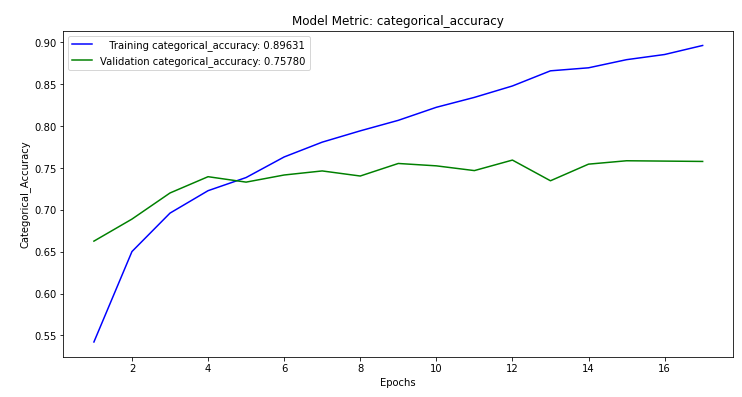 Model Metric: categorical_accuracy
Training categorical_accuracy: 0.89631
Validation categorical_accuracy: 0.75780
Categorical_Accuracy
0.90
0.85
0.80
0.75
0.70
0.65
0.60
0.55
2 4 6 8 10 12 14 16
Epochs